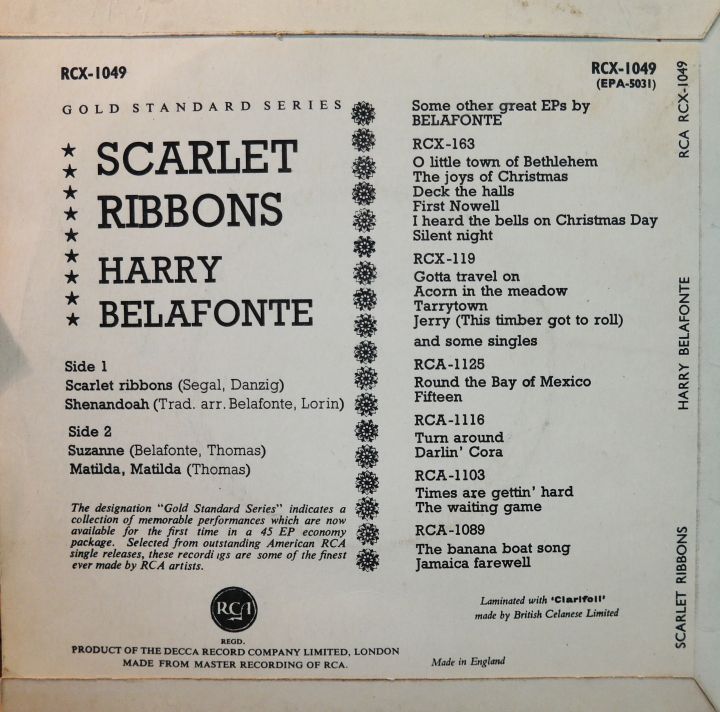 RCX-1049
GOLD STANDARD SERIES
SCARLET
RIBBONS
HARRY
BELAFONTE
Side 1
Scarlet ribbons (Segal, Danzig)
Shenandoah (Trad. arr. Belafonte, Lorin)
Side 2
Suzanne (Belafonte, Thomas)
Matilda, Matilda (Thomas)
The designation "Gold Standard Series" indicates a
collection of memorable performances which are now
available for the first time in a 45 EP economy
package. Selected from outstanding American RCA
single releases, these recordi igs are some of the finest
ever made by RCA artists.
RCA
REGD.
PRODUCT OF THE DECCA RECORD COMPANY LIMITED, LONDON
MADE FROM MASTER RECORDING OF RCA.
RCX-1049
(EPA-5031)
Some other great EPs by
BELAFONTE
RCX-163
O little town of Bethlehem
The joys of Christmas
Deck the halls
First Nowell
I heard the bells on Christmas Day
Silent night
RCX-119
Gotta travel on
Acorn in the meadow
Tarrytown
Jerry (This timber got to roll)
and some singles
RCA-1125
Round the Bay of Mexico
Fifteen
RCA-1116
Turn around
Darlin' Cora
RCA-1103
Times are gettin' hard
The waiting game
RCA-1089
The banana boat song
Jamaica farewell
Laminated with 'Clarifoil'
made by British Celanese Limited
Made in England
SCARLET RIBBONS HARRY BELAFONTE RCA RCX-1049